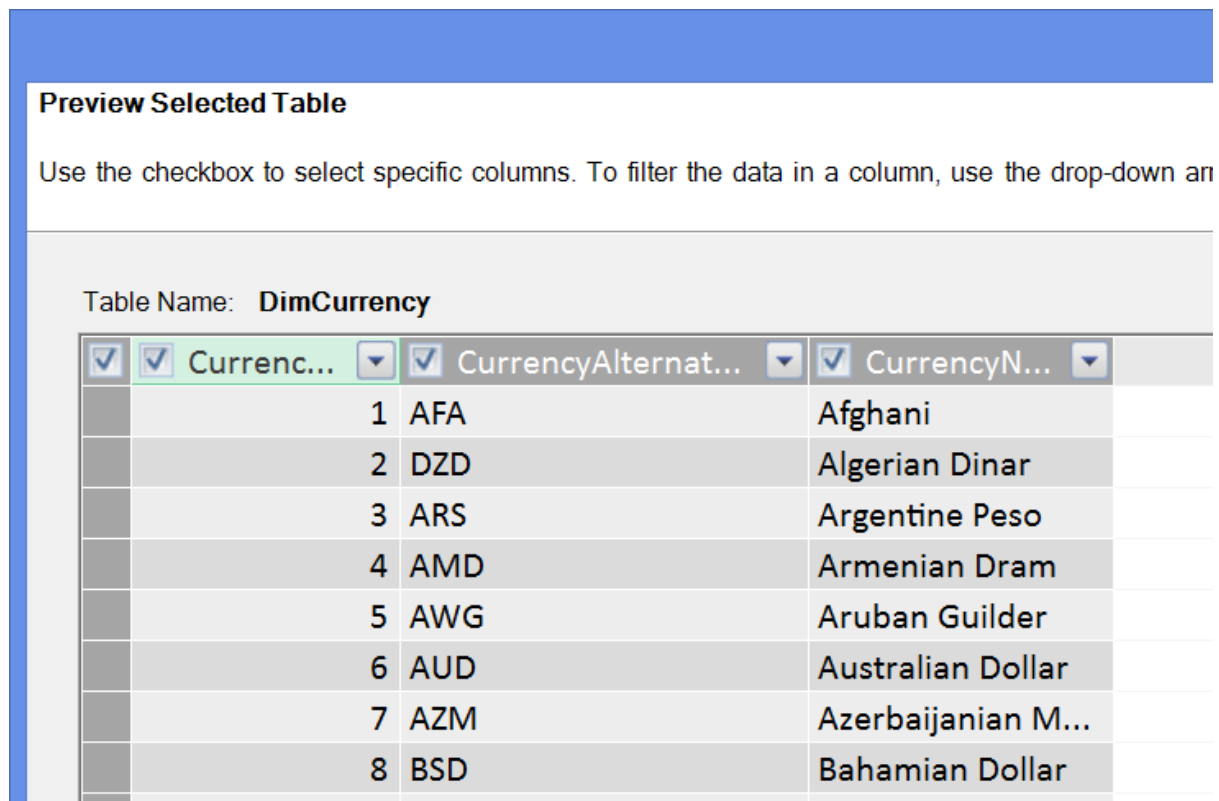 Preview Selected Table
Use the checkbox to select specific columns. To filter the data in a column, use the drop-down
Table Name: DimCurrency
Currenc... CurrencyAlternat... CurrencyN...
1 AFA Afghani
2 DZD Algerian Dinar
3 ARS Argentine Peso
4 AMD Armenian Dram
5 AWG Aruban Guilder
6 AUD Australian Dollar
7 AZM Azerbaijanian M...
8 BSD Bahamian Dollar